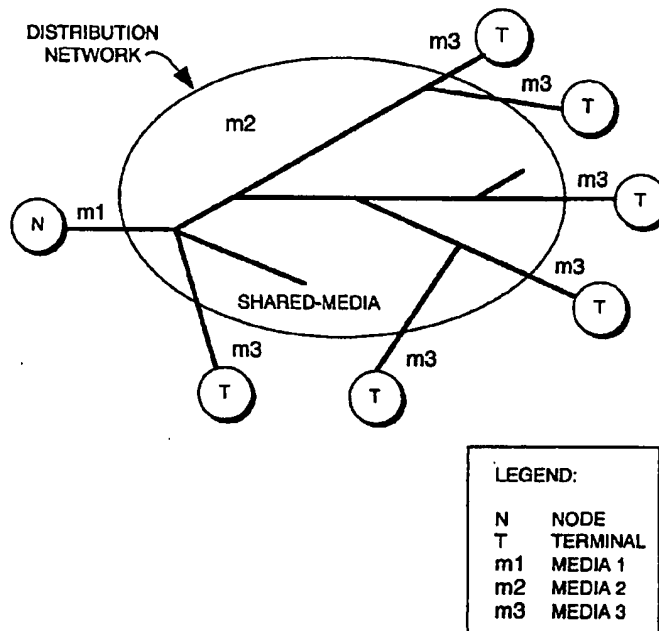 DISTRIBUTION
NETWORK
m3
T
m3
T
m2
m3
T
m1
N
m3
T
SHARED-MEDIA
m3
T
m3
T
LEGEND:
N NODE
T TERMINAL
m1 MEDIA 1
m2 MEDIA 2
m3 MEDIA 3